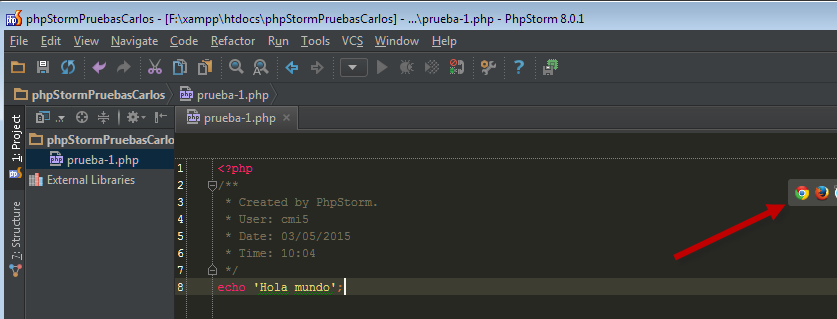 phpStormPruebasCarlos - [F:\xampp\htdocs\phpStormPruebasCarlos] - ...\prueba-1.php - PhpStorm 8.0.1
File Edit View Navigate Code Refactor Run Tools VCS Window Help
phpStormPruebasCarlos prueba-1.php
1: Project
prueba-1.php
phpStormPruebasCarlo
prueba-1.php
External Libraries
7: Structure
1 <?php
2 /**
3 * Created by PhpStorm.
4 * User: cmi5
5 * Date: 03/05/2015
6 * Time: 10:04
7 */
8 echo 'Hola mundo';